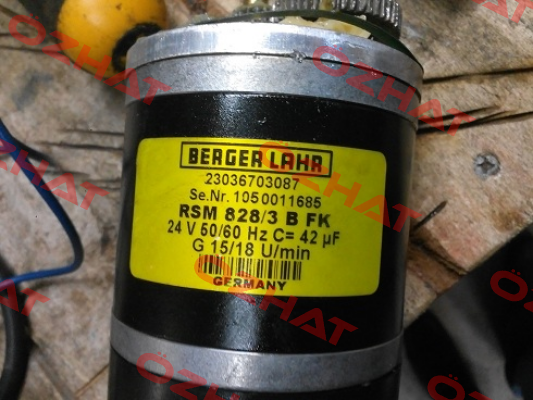 BERGER LAHR
23036703087
Se.Nr. 1050011685
RSM 828/3 B FK
24 V 50/60 Hz C= 42 µF
G 15/18 U/min
GERMANY
OZHAT
OZHAT
OZHAT
OZHAT
OZHAT
OZHAT